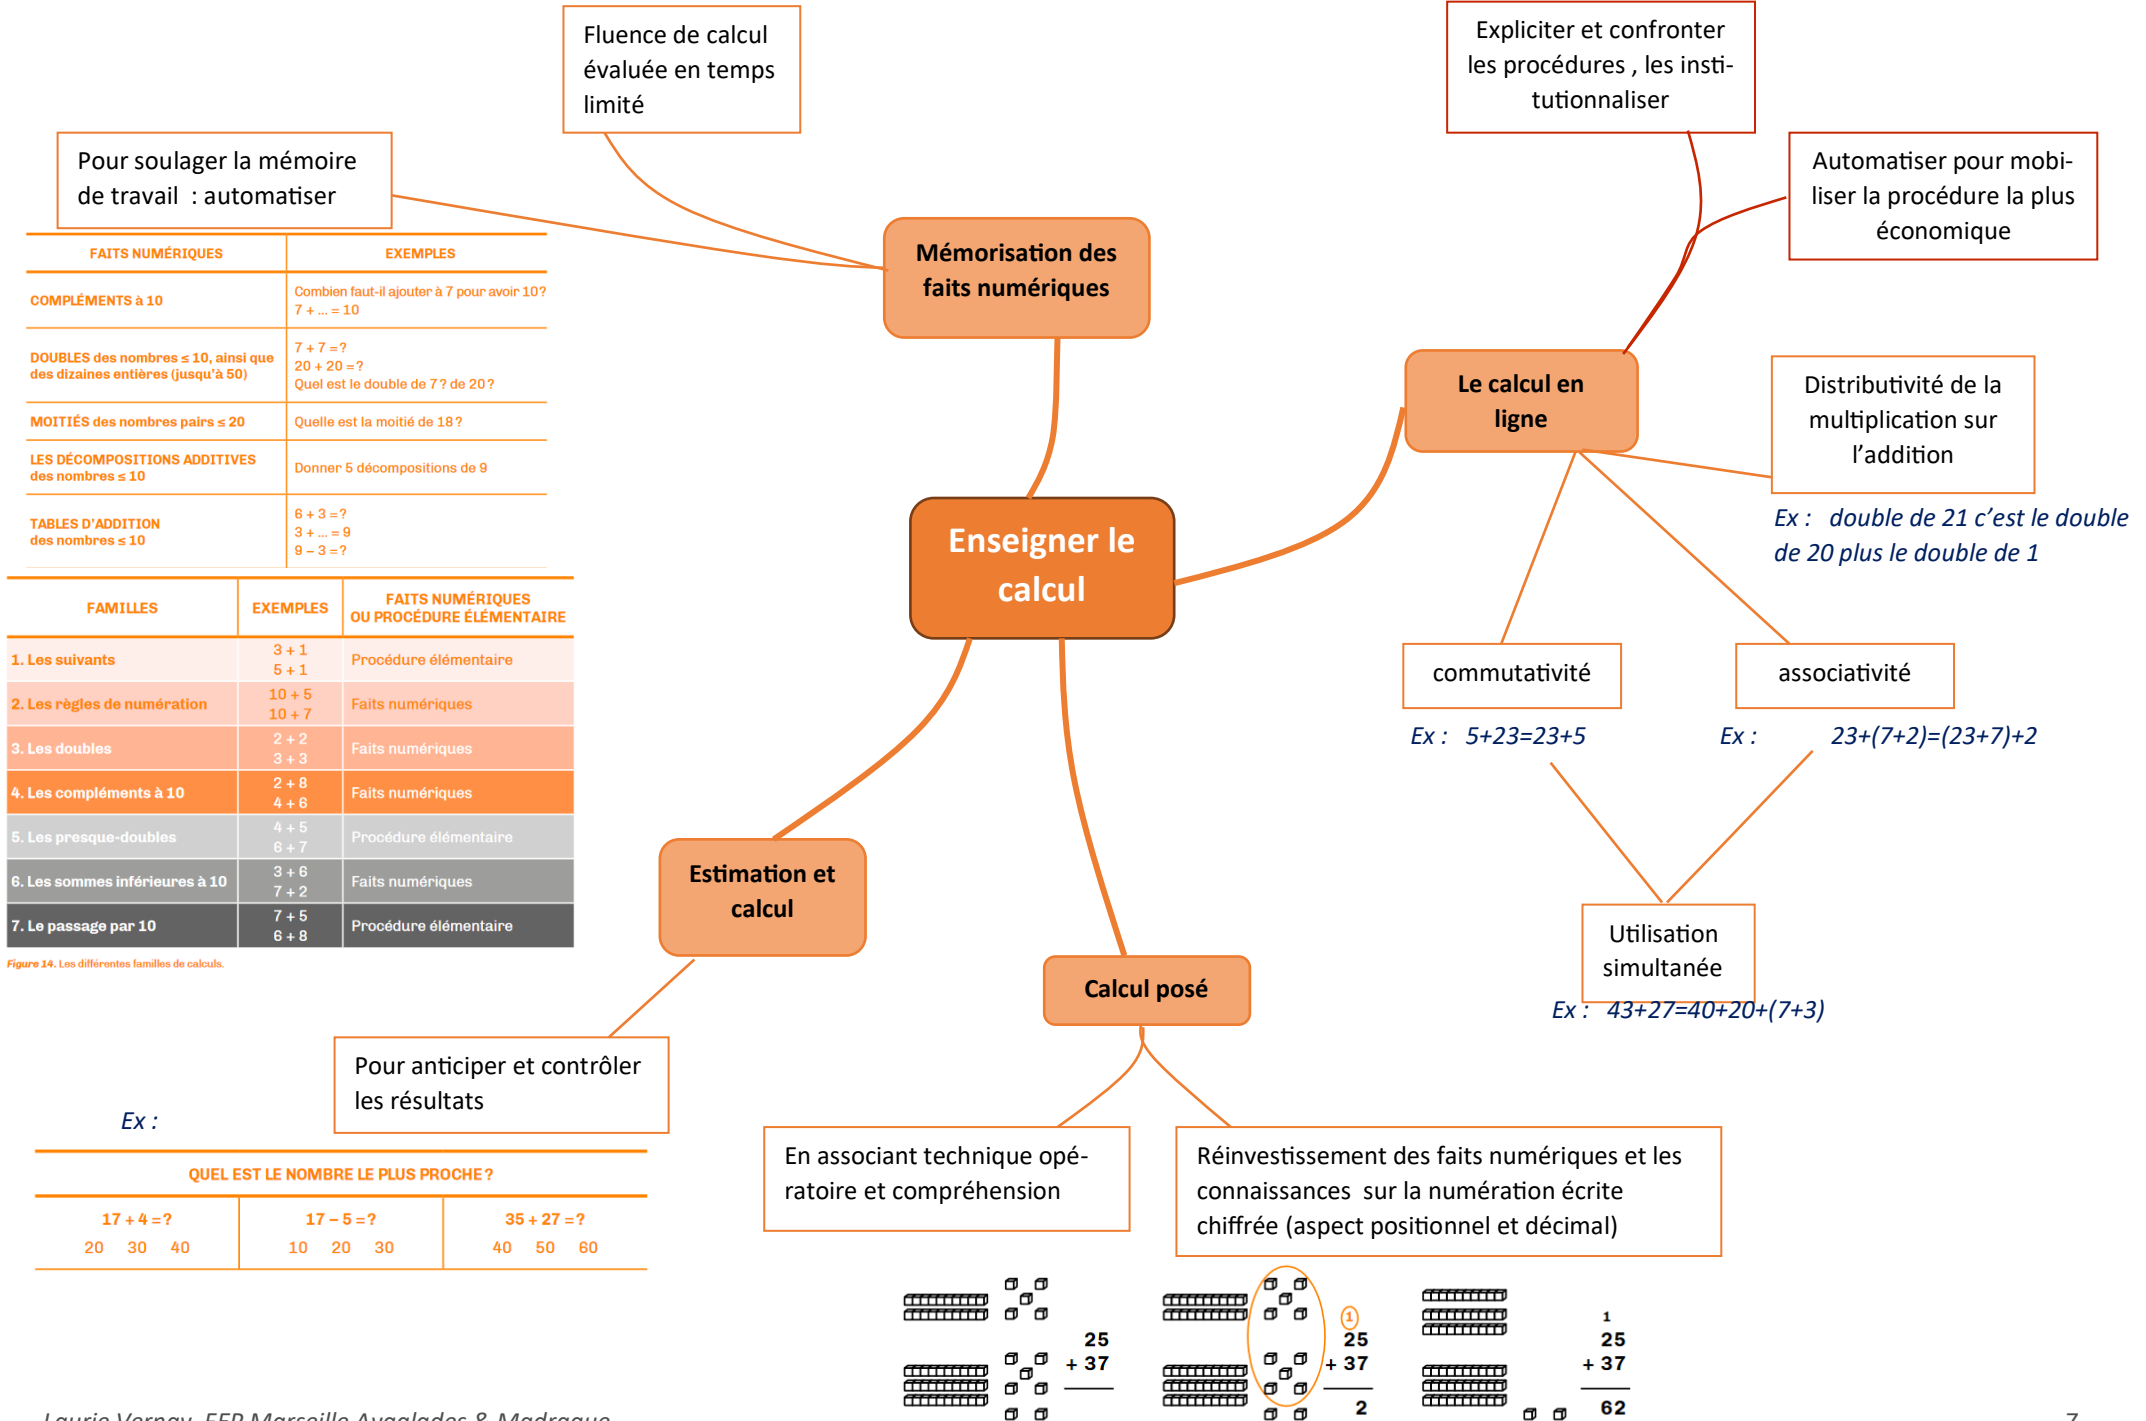 Fluence de calcul
évaluée en temps
limité
Expliciter et confronter
les procédures , les insti-
tutionnaliser
Pour soulager la mémoire
de travail  : automatiser
Automatiser pour mobi-
liser la procédure la plus
économique
Mémorisation des
faits numériques
FAITS NUMÉRIQUES EXEMPLES
COMPLÉMENTS à 10
Combien faut-il ajouter à 7 pour avoir 10?
7 + ... = 10
DOUBLES des nombres ≤ 10, ainsi que
des dizaines entières (jusqu'à 50)
7 + 7 = ?
20 + 20 = ?
Quel est le double de 7 ? de 20 ?
MOITIÉS des nombres pairs ≤ 20 Quelle est la moitié de 18 ?
LES DÉCOMPOSITIONS ADDITIVES
des nombres ≤ 10
Donner 5 décompositions de 9
TABLES D'ADDITION
des nombres ≤ 10
6 + 3 = ?
3 + ... = 9
9 – 3 = ?
Le calcul en
ligne
Distributivité de la
multiplication sur
l'addition
Ex :   double de 21 c'est le double
de 20 plus le double de 1
Enseigner le
calcul
FAMILLES EXEMPLES FAITS NUMÉRIQUES
OU PROCÉDURE ÉLÉMENTAIRE
1. Les suivants
3 + 1
5 + 1
Procédure élémentaire
2. Les règles de numération
10 + 5
10 + 7
Faits numériques
3. Les doubles
2 + 2
3 + 3
Faits numériques
4. Les compléments à 10
2 + 8
4 + 6
Faits numériques
5. Les presque-doubles
4 + 5
6 + 7
Procédure élémentaire
6. Les sommes inférieures à 10
3 + 6
7 + 2
Faits numériques
7. Le passage par 10
7 + 5
6 + 8
Procédure élémentaire
Figure 14. Les différentes familles de calculs.
commutativité
associativité
Ex :   5+23=23+5
Ex :   23+(7+2)=(23+7)+2
Utilisation
simultanée
Ex :   43+27=40+20+(7+3)
Estimation et
calcul
Calcul posé
Pour anticiper et contrôler
les résultats
Ex :
QUEL EST LE NOMBRE LE PLUS PROCHE ?
17 + 4 = ? 17 – 5 = ? 35 + 27 = ?
20 30 40 10 20 30 40 50 60
En associant technique opé-
ratoire et compréhension
Réinvestissement des faits numériques et les
connaissances  sur la numération écrite
chiffrée (aspect positionnel et décimal)
25
+ 37
1
25
+ 37
2
1
25
+ 37
62
Laurie Vernay, FEP Marseille Aygalades & Madrague
7